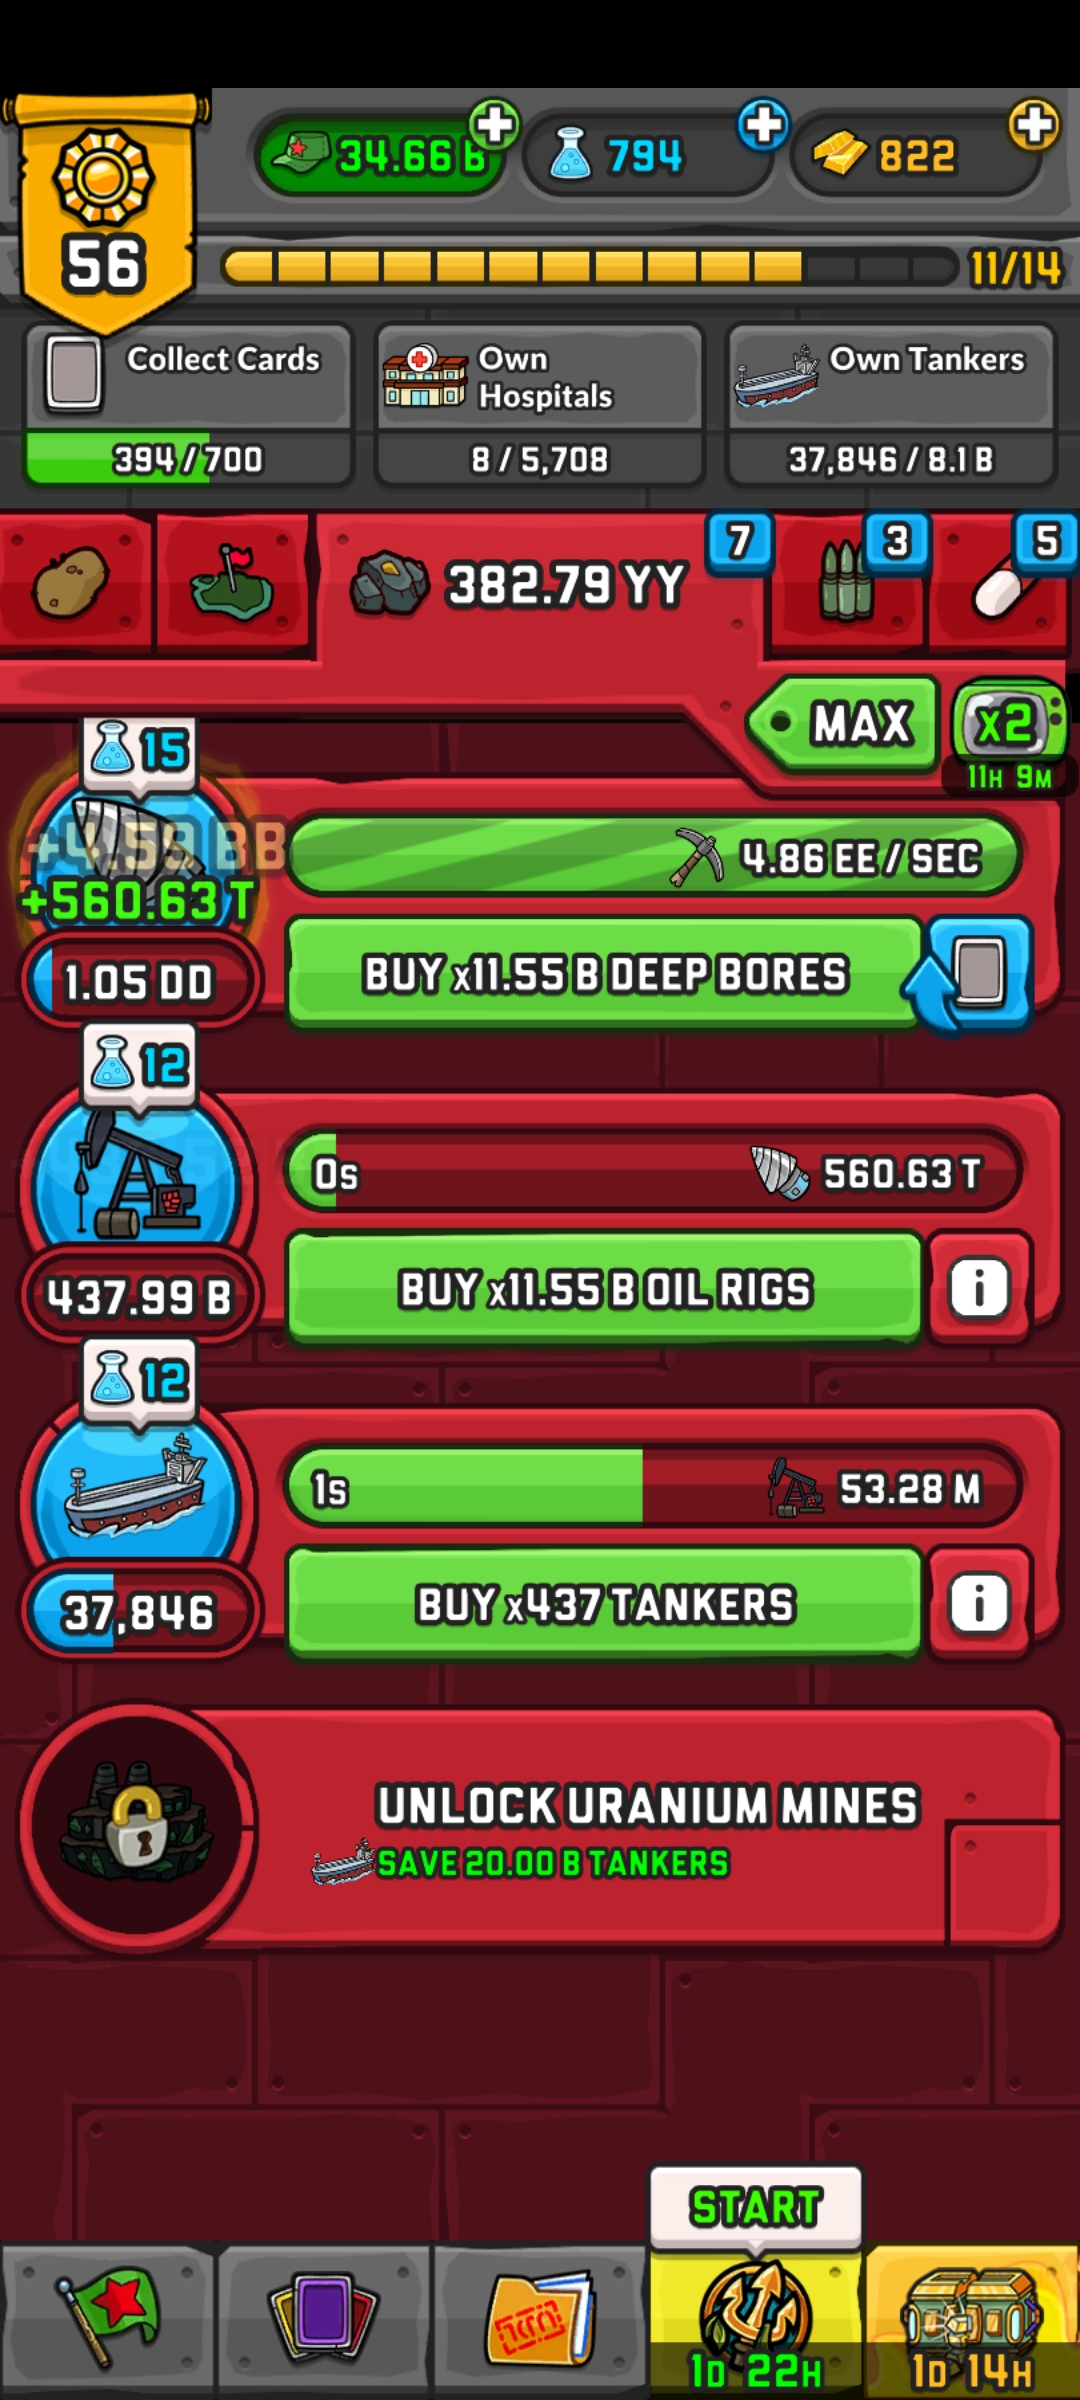 56
34.66 B
794
822
11/14
Collect Cards
394/700
Own
Hospitals
8/5,708
Own Tankers
37,846/8.1 B
382.79 YY
7
3
5
MAX
x2
11H 9M
15
+4.59 BB
+560.63 T
4.86 EE/SEC
1.05 DD
BUY x11.55 B DEEP BORES
12
0s
560.63 T
437.99 B
BUY x11.55 B OIL RIGS
i
12
1s
53.28 M
37,846
BUY x437 TANKERS
i
UNLOCK URANIUM MINES
SAVE 20.00 B TANKERS
START
1D 22H
1D 14H